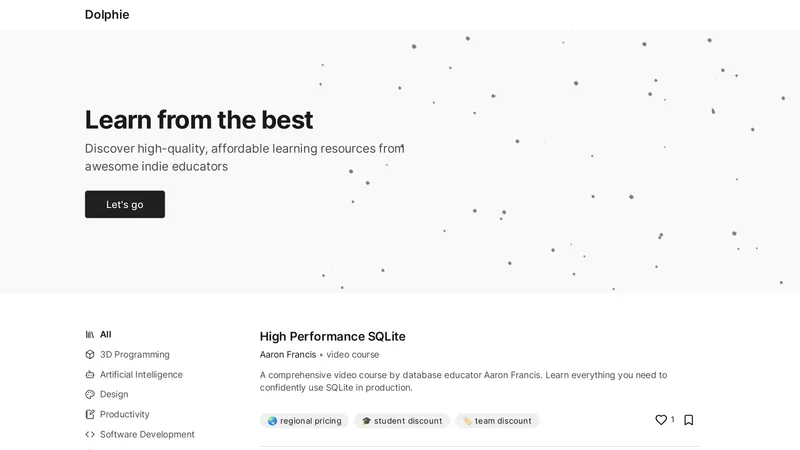 Dolphie
Learn from the best
Discover high-quality, affordable learning resources from
awesome indie educators
Let's go
All
3D Programming
Artificial Intelligence
Design
Productivity
Software Development
High Performance SQLite
Aaron Francis • video course
A comprehensive video course by database educator Aaron Francis. Learn everything you need to
confidently use SQLite in production.
🌏 regional pricing
🎓 student discount
🏷️ team discount
1